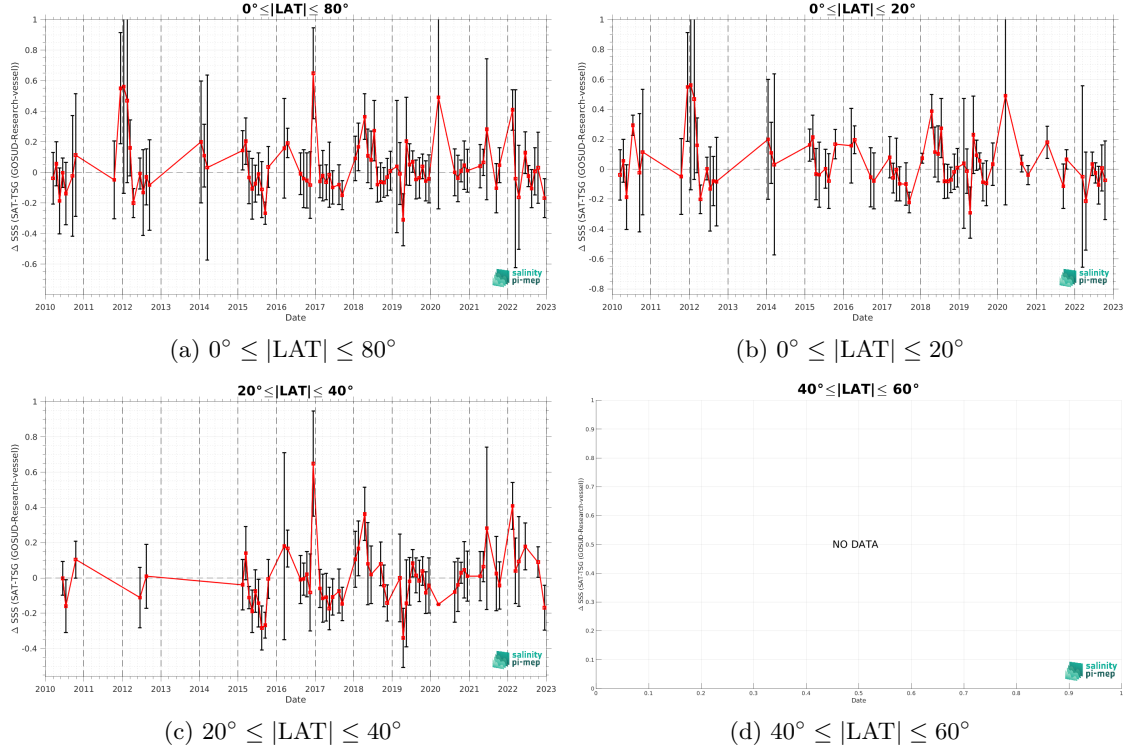 0°≤|LAT|≤ 80°
Δ SSS (SAT-TSG (GOSUD-Research-vessel))
1
0.8
0.6
0.4
0.2
0
-0.2
-0.4
-0.6
2010 2011 2012 2013 2014 2015 2016 2017 2018 2019 2020 2021 2022 2023
Date
salinity
pi-mep
(a) 0° ≤ |LAT| ≤ 80°
0°≤|LAT|≤ 20°
Δ SSS (SAT-TSG (GOSUD-Research-vessel))
1
0.8
0.6
0.4
0.2
0
-0.2
-0.4
-0.6
-0.8
2010 2011 2012 2013 2014 2015 2016 2017 2018 2019 2020 2021 2022 2023
Date
salinity
pi-mep
(b) 0° ≤ |LAT| ≤ 20°
20°≤|LAT|≤ 40°
Δ SSS (SAT-TSG (GOSUD-Research-vessel))
1
0.8
0.6
0.4
0.2
0
-0.2
-0.4
2010 2011 2012 2013 2014 2015 2016 2017 2018 2019 2020 2021 2022 2023
Date
salinity
pi-mep
(c) 20° ≤ |LAT| ≤ 40°
40°≤|LAT|≤ 60°
Δ SSS (SAT-TSG (GOSUD-Research-vessel))
1
0.9
0.8
0.7
0.6
0.5
0.4
0.3
0.2
0.1
0
NO DATA
0 0.1 0.2 0.3 0.4 0.5 0.6 0.7 0.8 0.9 1
Date
salinity
pi-mep
(d) 40° ≤ |LAT| ≤ 60°